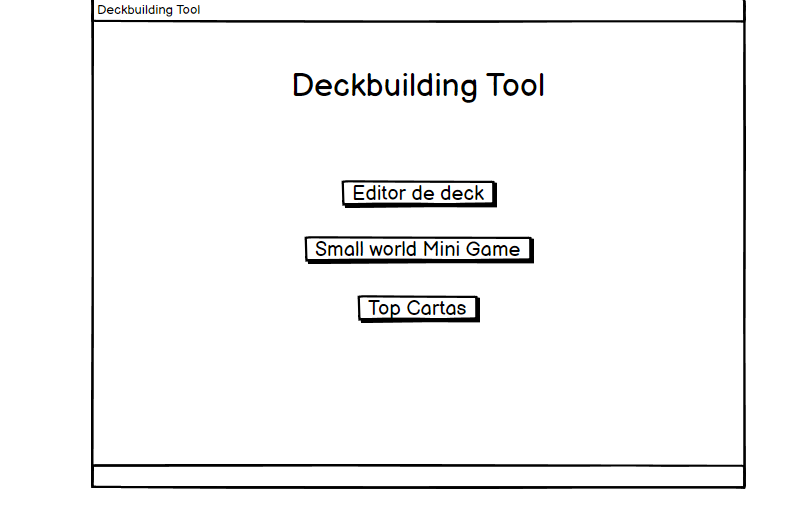 Deckbuilding Tool
Deckbuilding Tool
Editor de deck
Small world Mini Game
Top Cartas